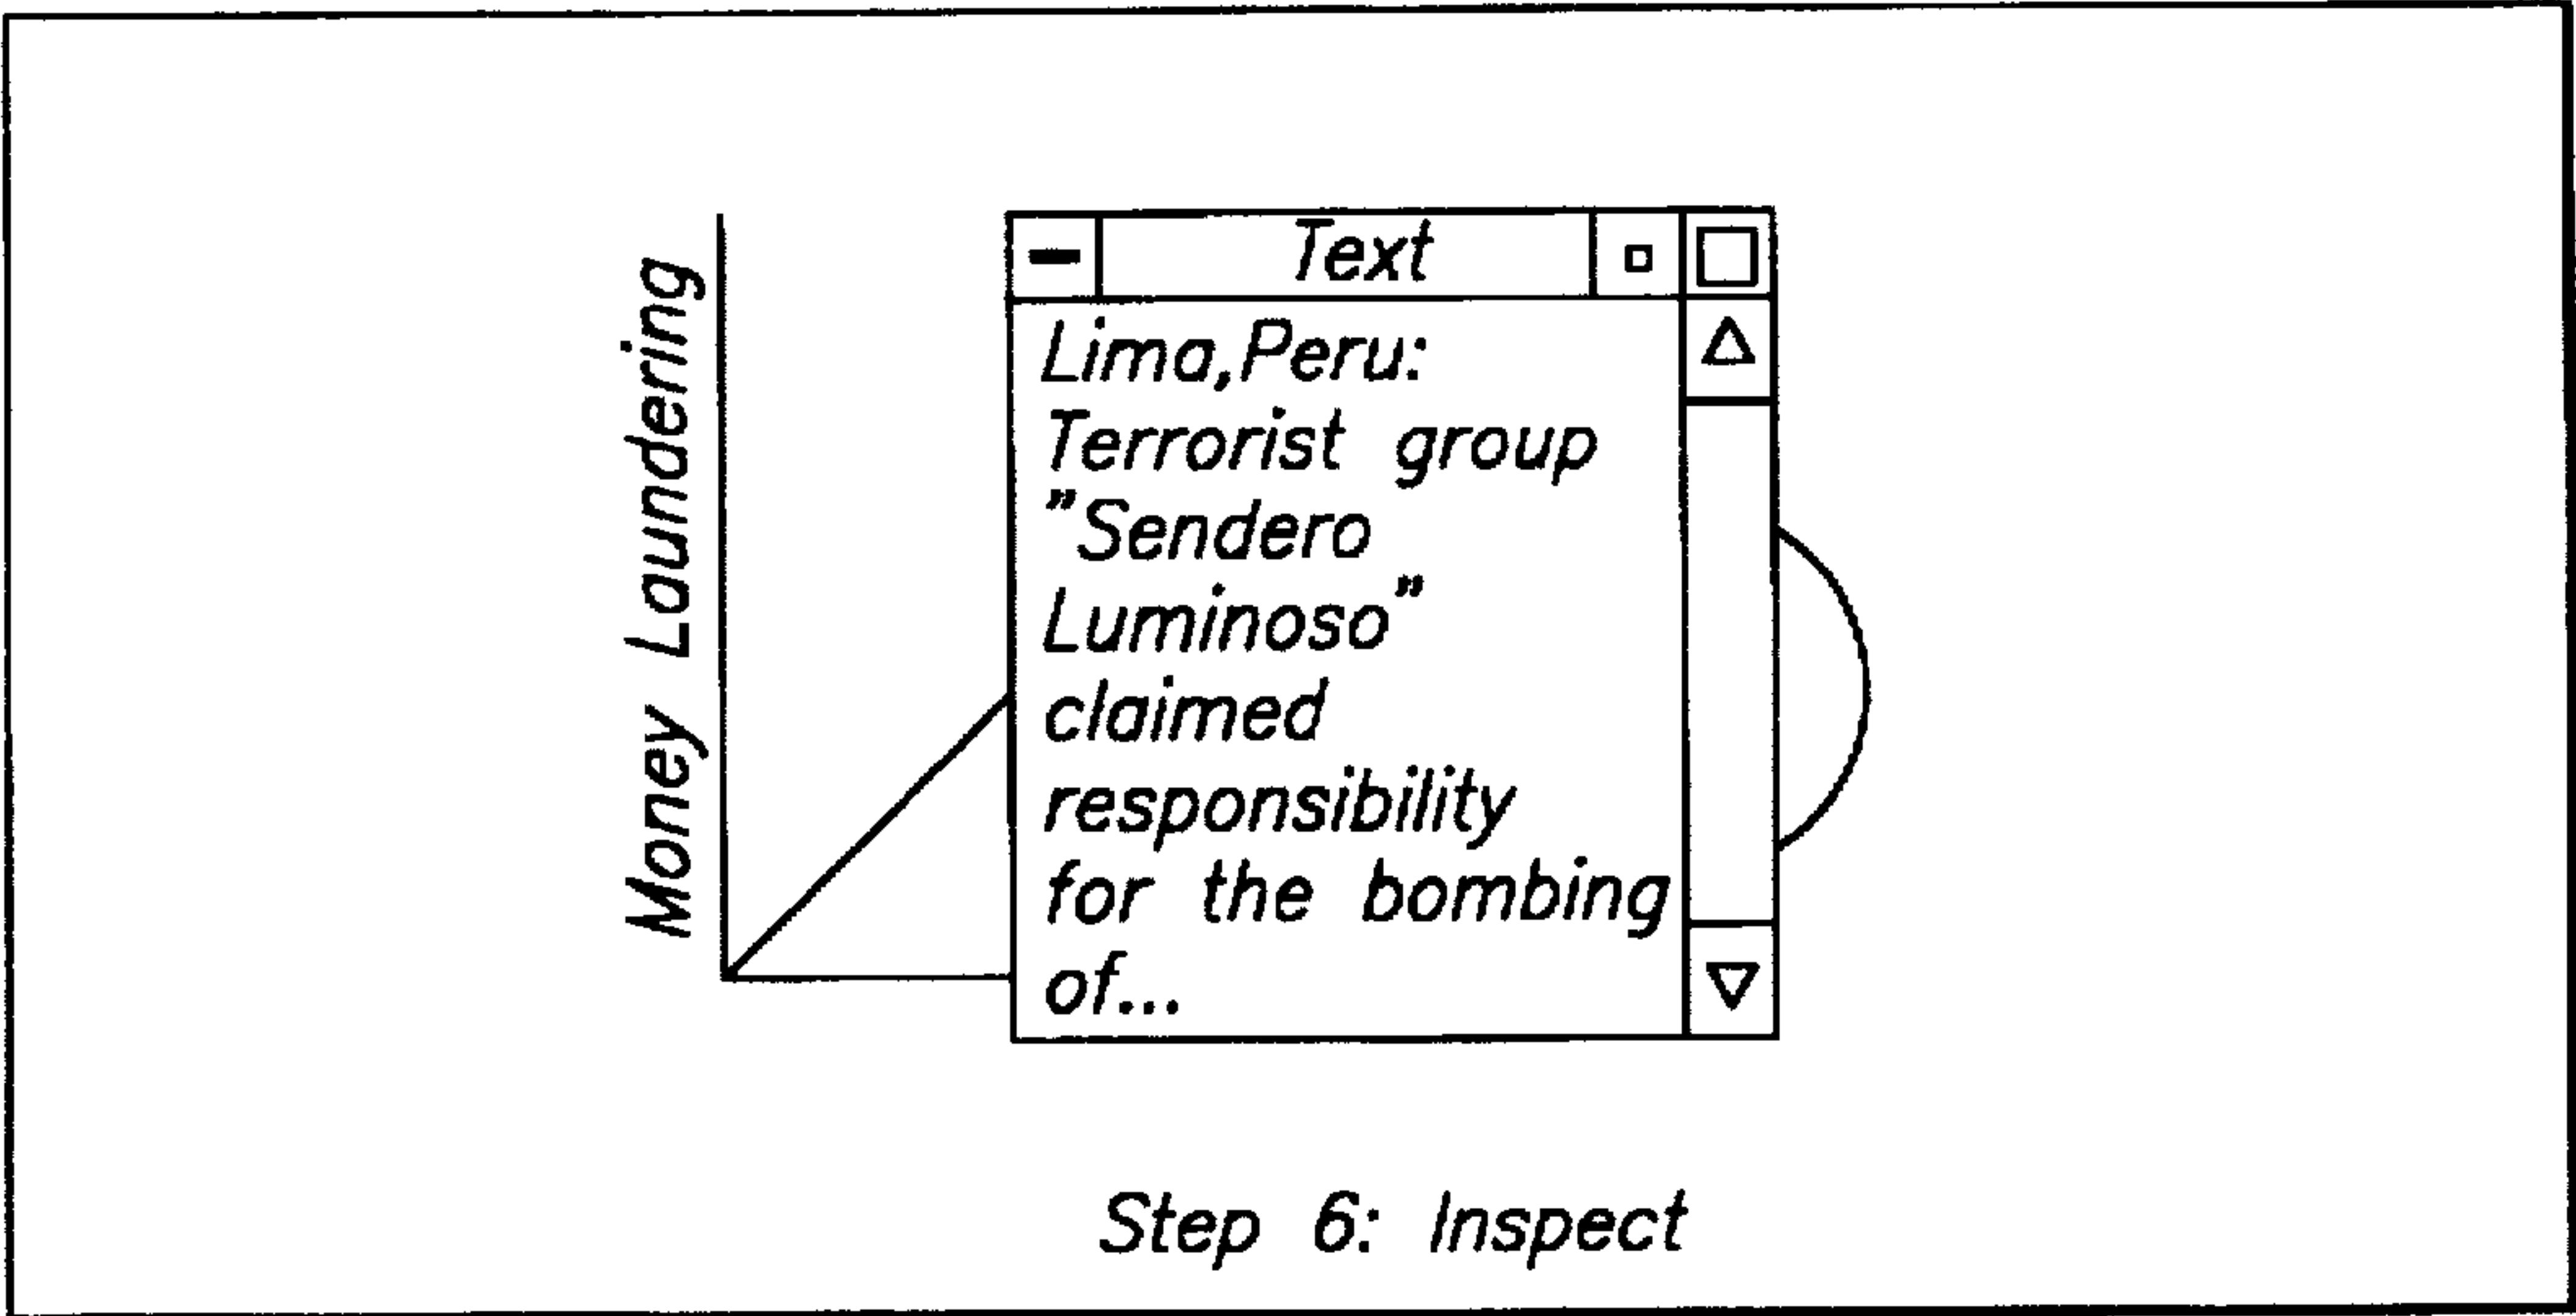 Money Laundering
Text
Lima,Peru:
Terrorist group
"Sendero
Luminoso"
claimed
responsibility
for the bombing
of...
Step 6: Inspect